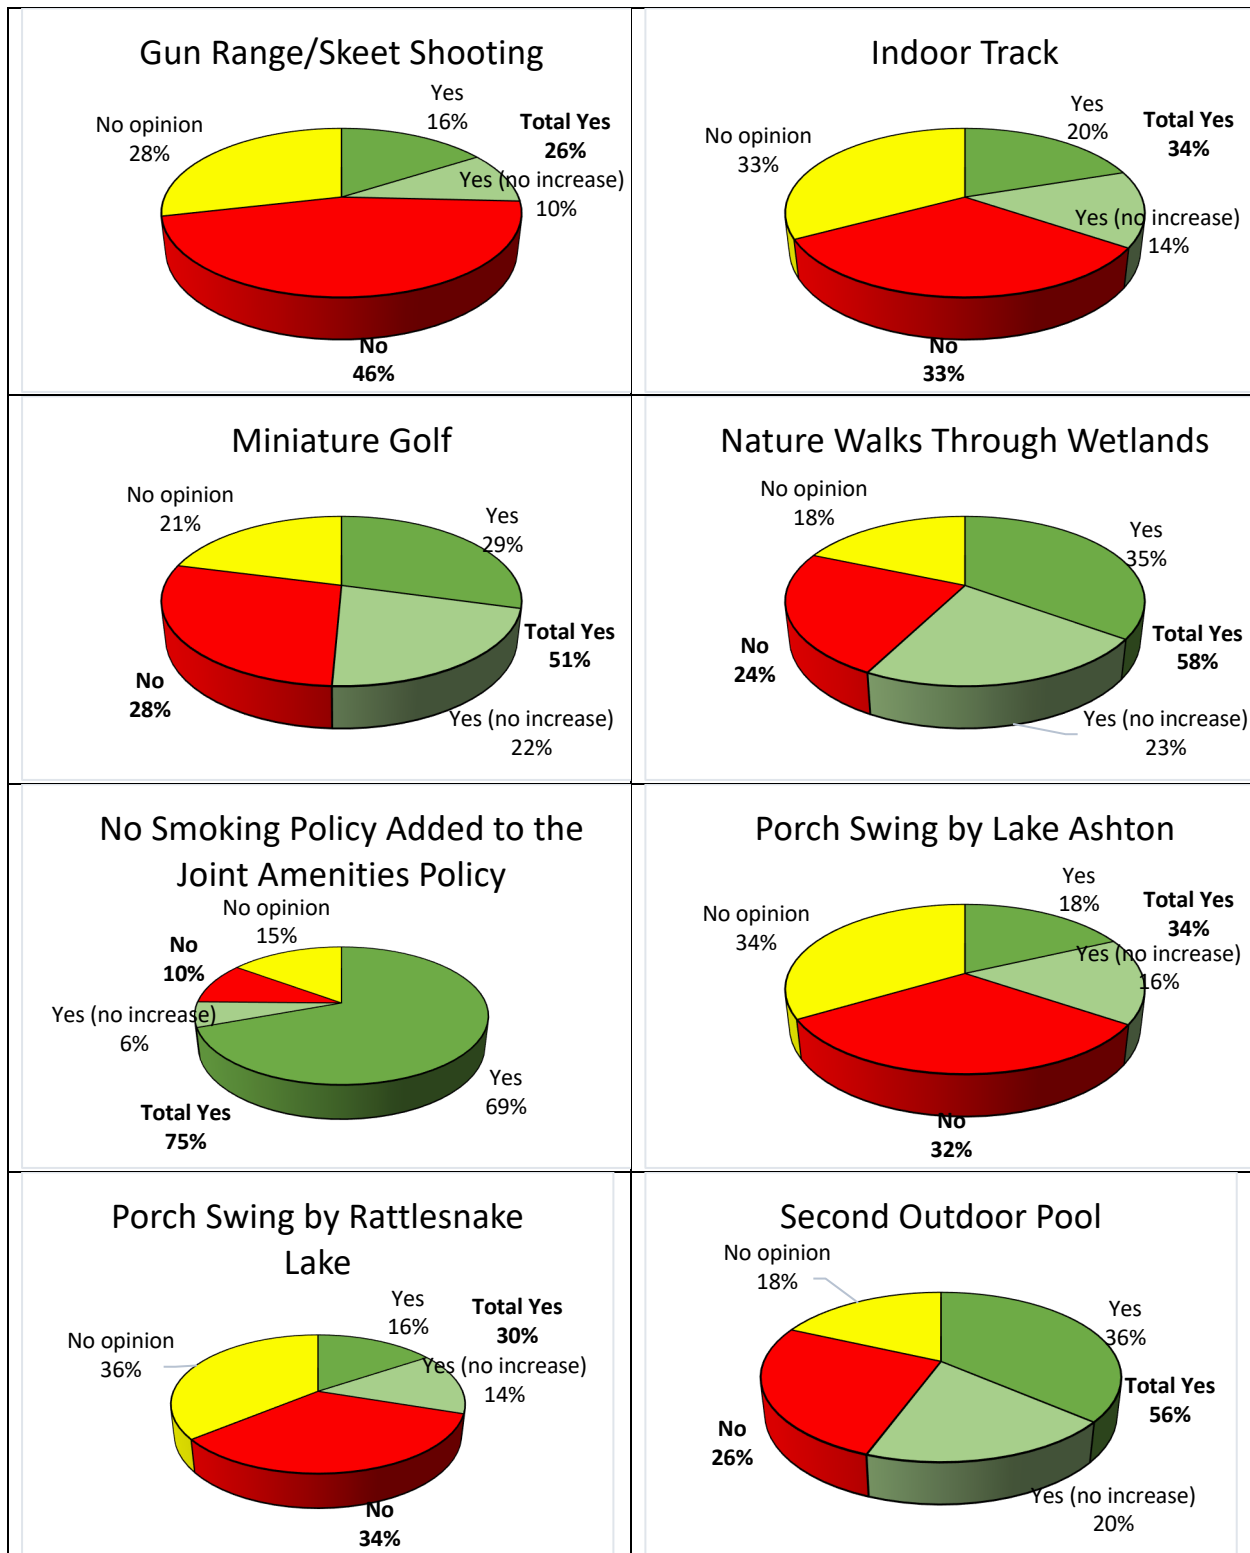 Gun Range/Skeet Shooting
Yes
16%
Total Yes
26%
Yes (no increase)
10%
No
46%
No opinion
28%
Indoor Track
Yes
20%
Total Yes
34%
Yes (no increase)
14%
No
33%
No opinion
33%
Miniature Golf
Yes
29%
Total Yes
51%
Yes (no increase)
22%
No
28%
No opinion
21%
Nature Walks Through Wetlands
Yes
35%
Total Yes
58%
Yes (no increase)
23%
No
24%
No opinion
18%
No Smoking Policy Added to the
Joint Amenities Policy
No opinion
15%
No
10%
Yes (no increase)
6%
Total Yes
75%
Yes
69%
Porch Swing by Lake Ashton
Yes
18%
Total Yes
34%
Yes (no increase)
16%
No
32%
No opinion
34%
Porch Swing by Rattlesnake
Lake
Yes
16%
Total Yes
30%
Yes (no increase)
14%
No
34%
No opinion
36%
Second Outdoor Pool
Yes
36%
Total Yes
56%
Yes (no increase)
20%
No
26%
No opinion
18%